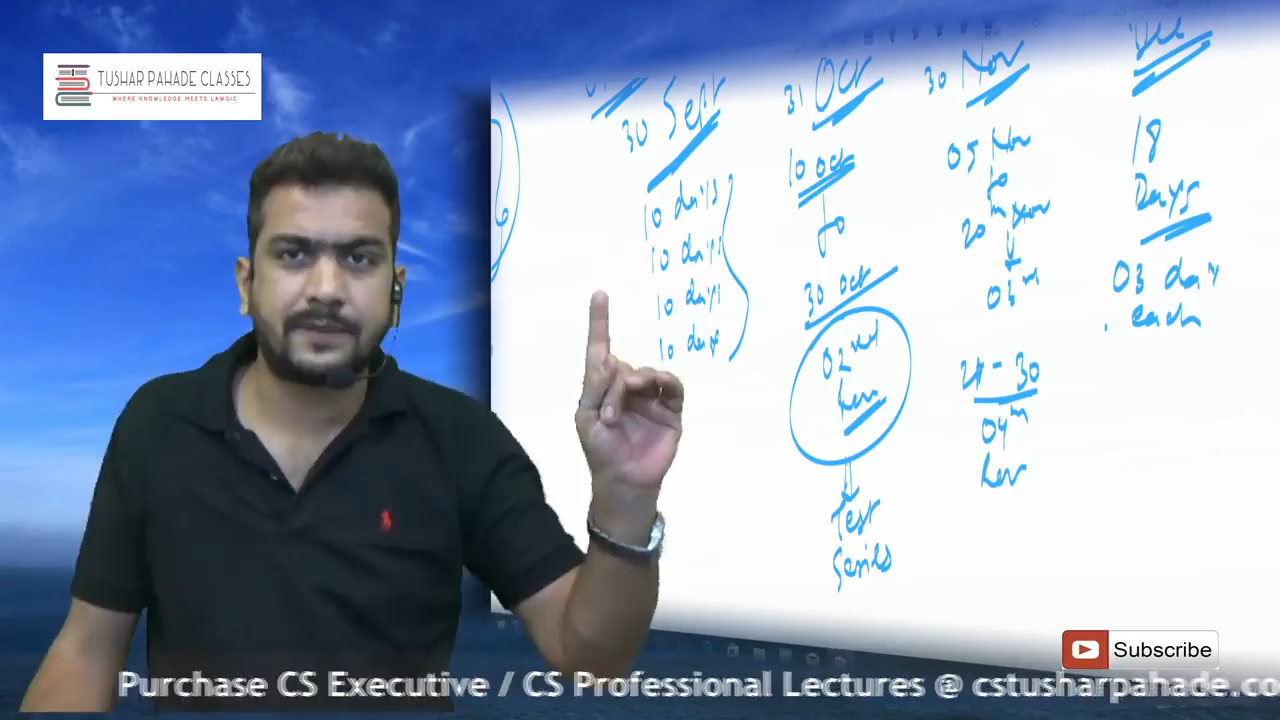 TUSHAR PAHADE CLASSES
WHERE KNOWLEDGE MEETS LAWGIC
30 Sept
10 days
10 days
10 days
10 days
31 Oct
10 Oct
to
30 Oct
02nd
Rev
Test
Series
30 Nov
05 Nov
to
20th Nov
03rd
21 - 30
04th
Rev
Dec
18
Days
03 days
each
Subscribe
Purchase CS Executive / CS Professional Lectures @ cstusharpahade.co